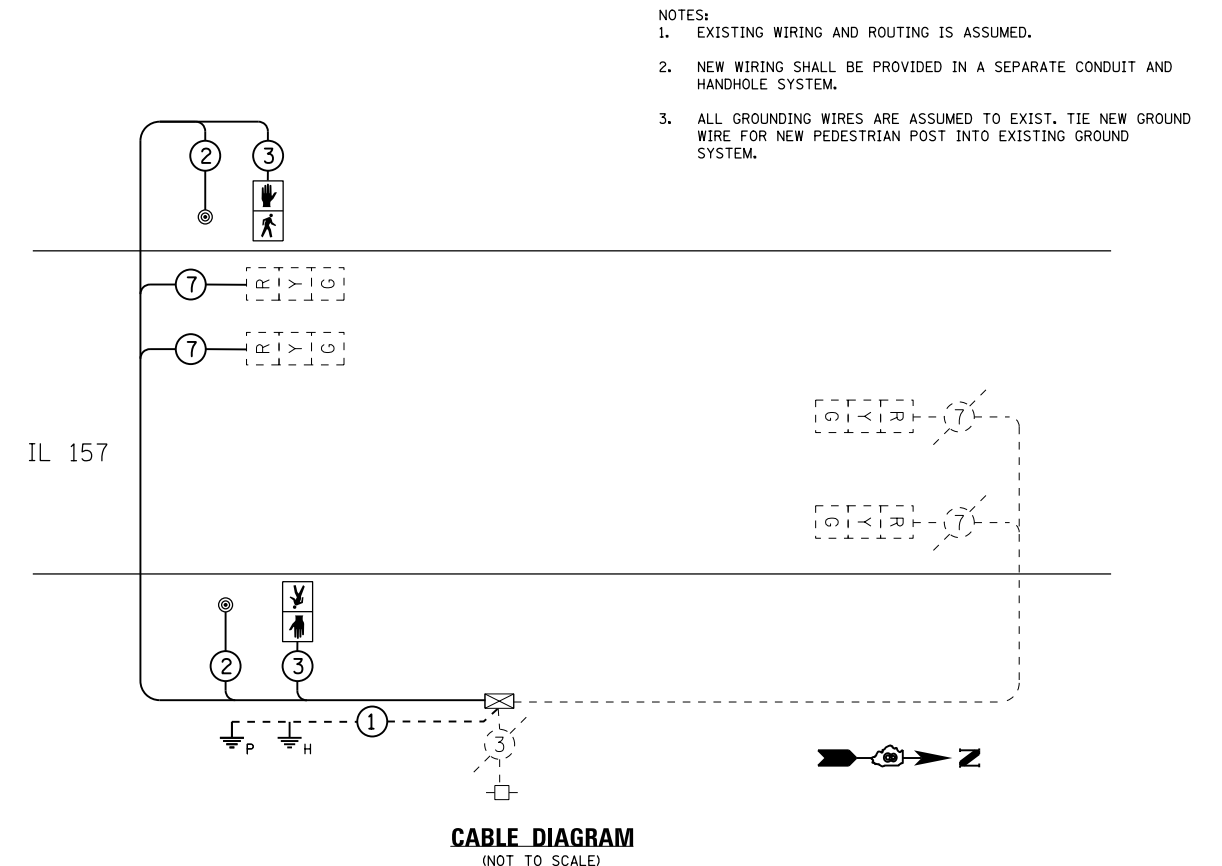 NOTES:
1. EXISTING WIRING AND ROUTING IS ASSUMED.
2. NEW WIRING SHALL BE PROVIDED IN A SEPARATE CONDUIT AND
HANDHOLE SYSTEM.
3. ALL GROUNDING WIRES ARE ASSUMED TO EXIST. TIE NEW GROUND
WIRE FOR NEW PEDESTRIAN POST INTO EXISTING GROUND
SYSTEM.
2 3
7 R Y G
7 R Y G
G Y R 7
IL 157
G Y R 7
2 3
1
P H
3
N
CABLE DIAGRAM
(NOT TO SCALE)